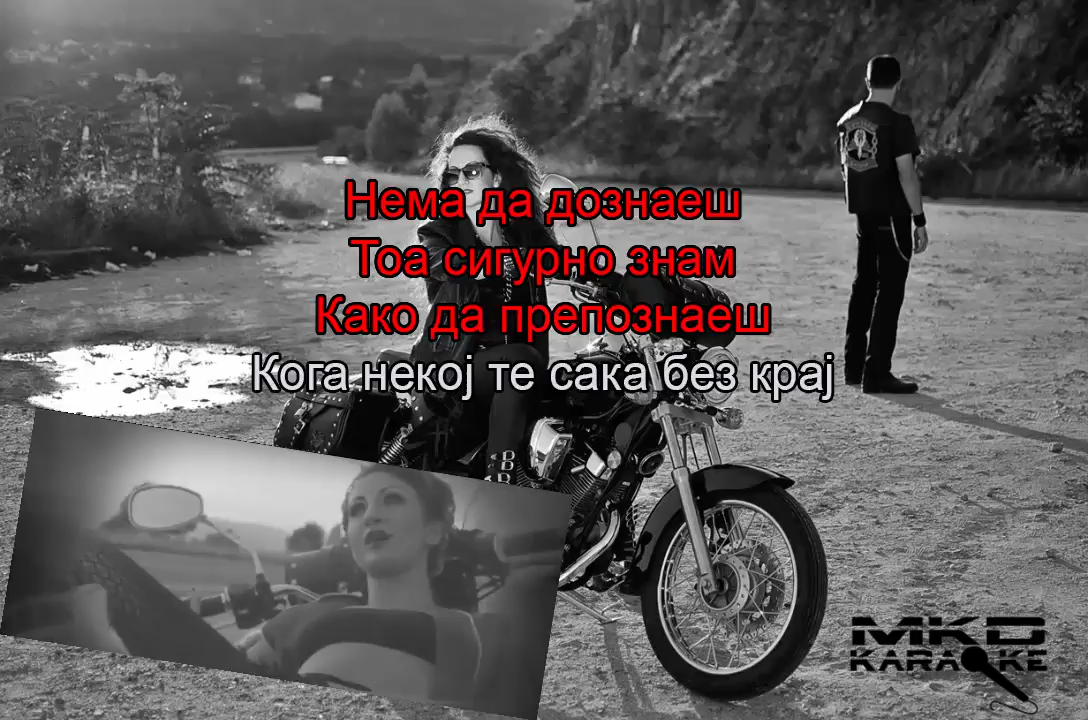 Нема да дознаеш
Тоа сигурно знам
Како да препознаеш
Кога некој те сака без крај
MKD
KARAOKE